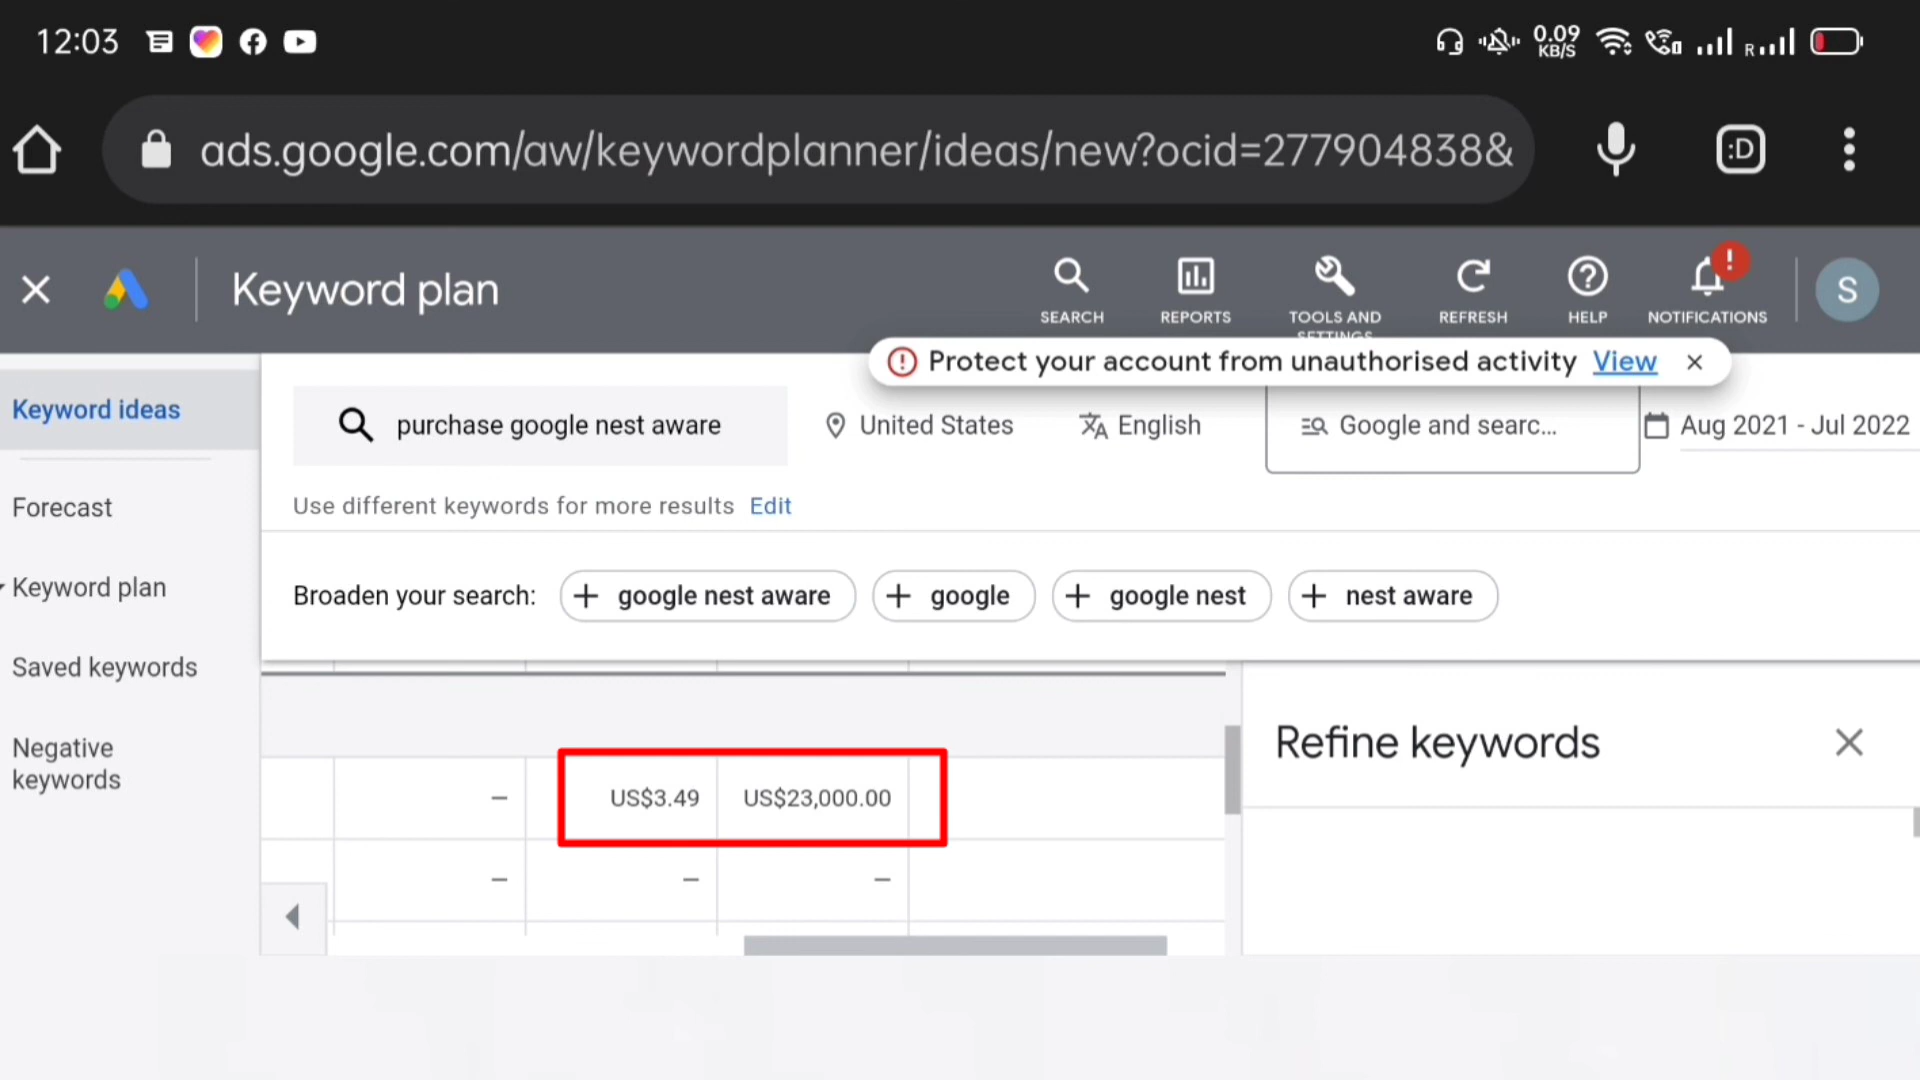 12:03
0.09
KB/S
R
ads.google.com/aw/keywordplanner/ideas/new?ocid=277904838&
:D
Keyword plan
SEARCH
REPORTS
TOOLS AND
SETTINGS
REFRESH
HELP
!
NOTIFICATIONS
S
Protect your account from unauthorised activity View
Keyword ideas
Forecast
Keyword plan
Saved keywords
Negative
keywords
purchase google nest aware
United States
English
Google and searc...
Aug 2021 - Jul 2022
Use different keywords for more results Edit
Broaden your search:
+ google nest aware
+ google
+ google nest
+ nest aware
– US$3.49 US$23,000.00
– – –
Refine keywords